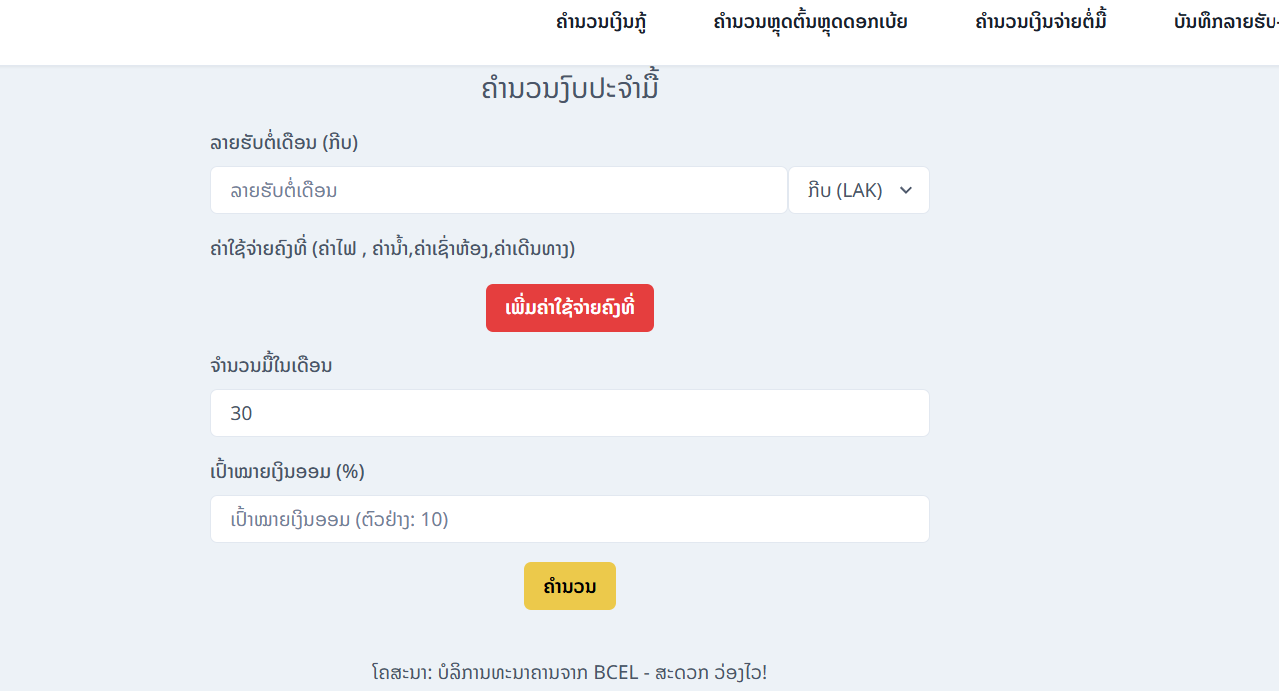 ຄຳນວນເງິນກູ້ ຄຳນວນຫຼຸດຕົ້ນຫຼຸດດອກເບ້ຍ ຄຳນວນເງິນຈ່າຍຕໍ່ມື້ ບັນທຶກລາຍຮັບ-
ຄຳນວນງົບປະຈຳມື້
ລາຍຮັບຕໍ່ເດືອນ (ກີບ)
ລາຍຮັບຕໍ່ເດືອນ ກີບ (LAK)
ຄ່າໃຊ້ຈ່າຍຄົງທີ່ (ຄ່າໄຟ , ຄ່ານ້ຳ,ຄ່າເຊົ່າຫ້ອງ,ຄ່າເດີນທາງ)
ເພີ່ມຄ່າໃຊ້ຈ່າຍຄົງທີ່
ຈຳນວນມື້ໃນເດືອນ
30
ເປົ້າໝາຍເງິນອອມ (%)
ເປົ້າໝາຍເງິນອອມ (ຕົວຢ່າງ: 10)
ຄຳນວນ
ໂຄສະນາ: ບໍລິການທະນາຄານຈາກ BCEL - ສະດວກ ວ່ອງໄວ!